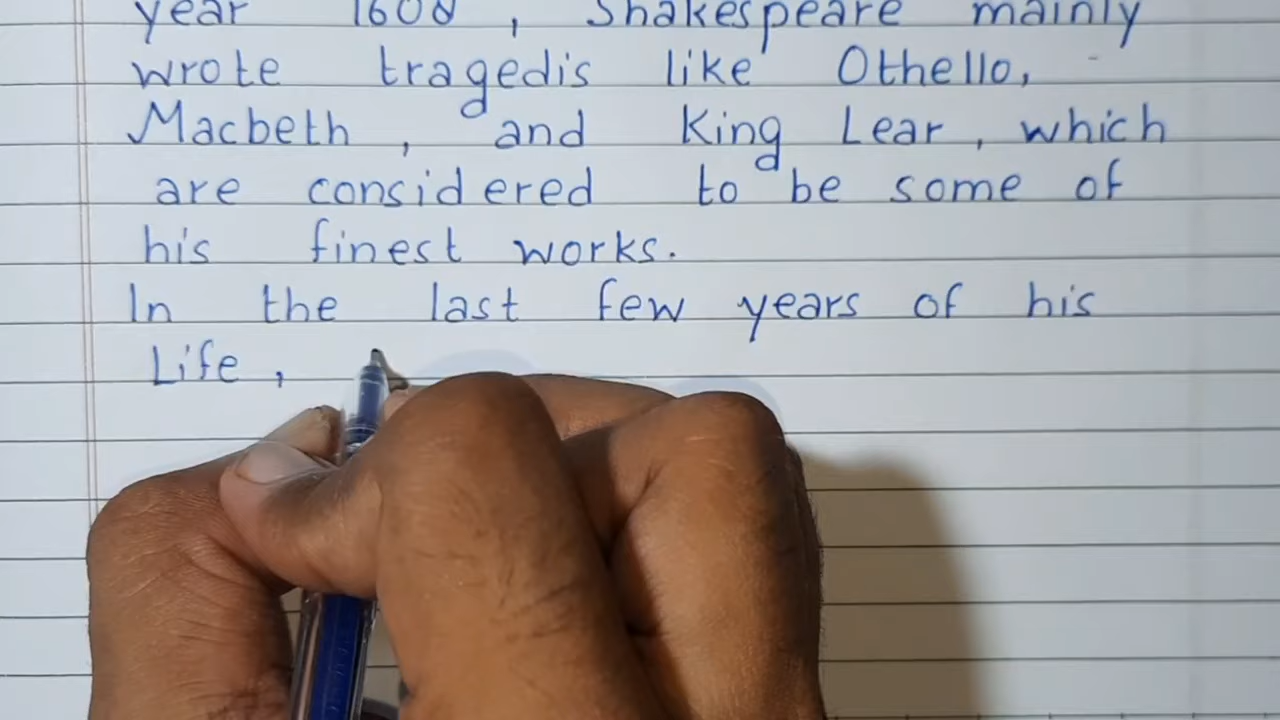 year 1608 , Shakespeare mainly
wrote tragedis like Othello,
Macbeth , and King Lear , which
are considered to be some of
his finest works.
In the last few years of his
Life ,